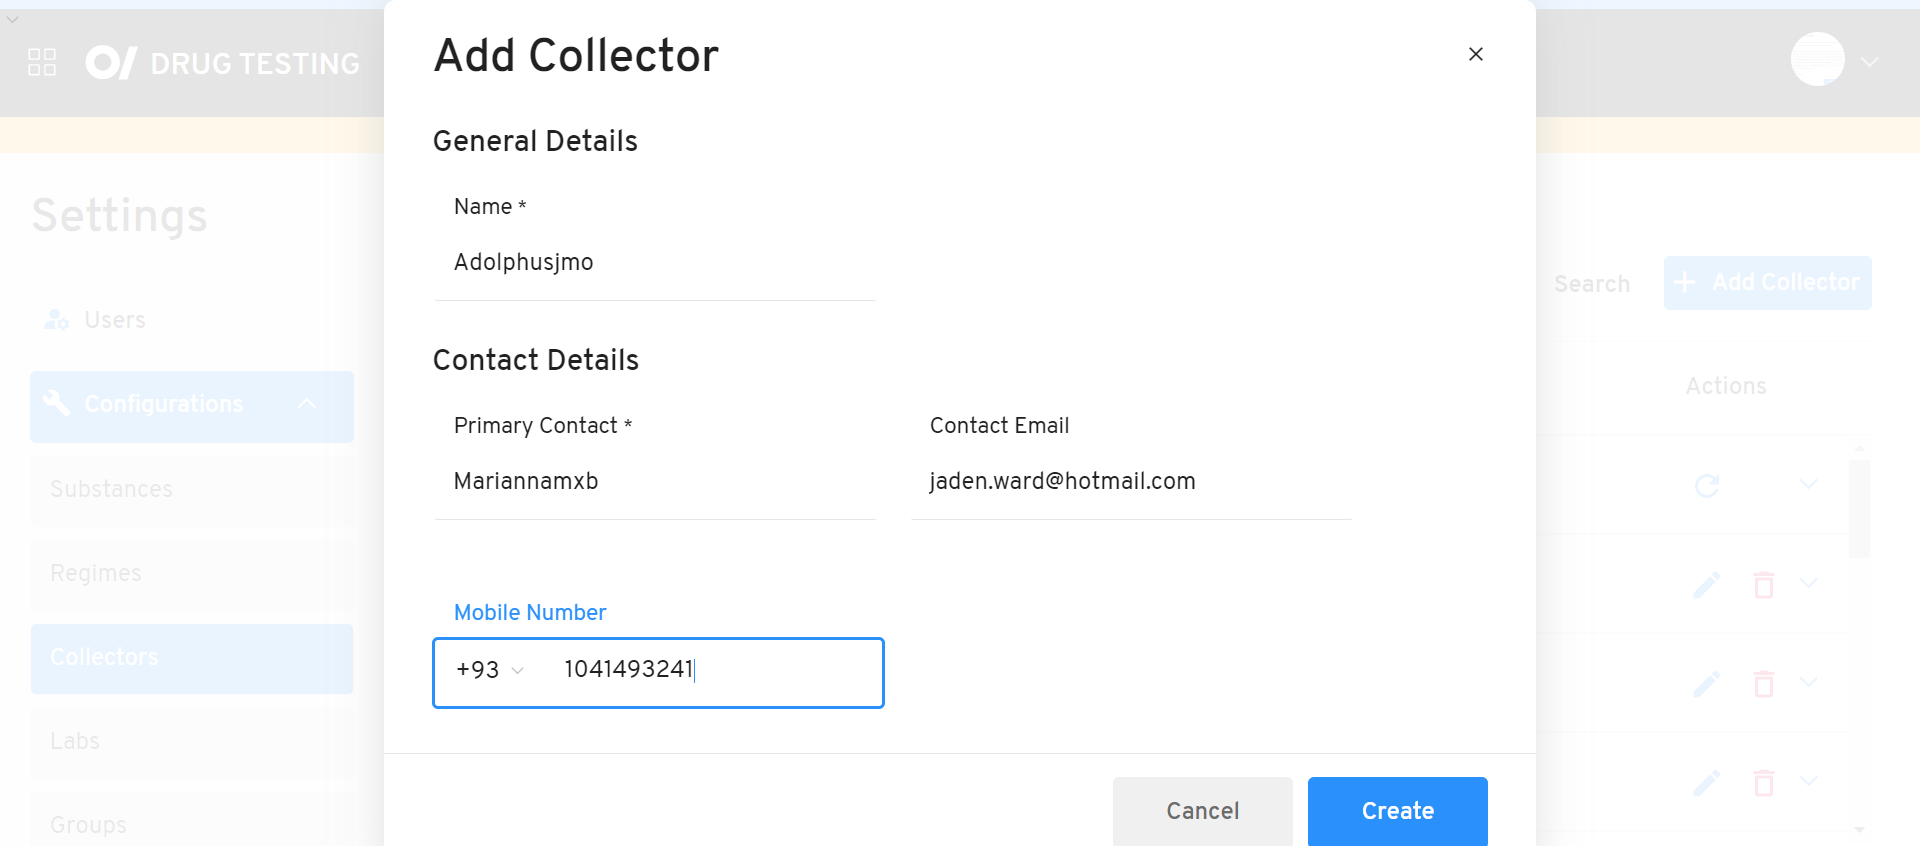 DRUG TESTING
Add Collector
General Details
Settings
Name *
Adolphusjmo
Search
+ Add Collector
Users
Contact Details
Actions
Configurations
Primary Contact *
Contact Email
Mariannamxb
jaden.ward@hotmail.com
Substances
Regimes
Mobile Number
Collectors
+93
1041493241
Labs
Cancel
Create
Groups